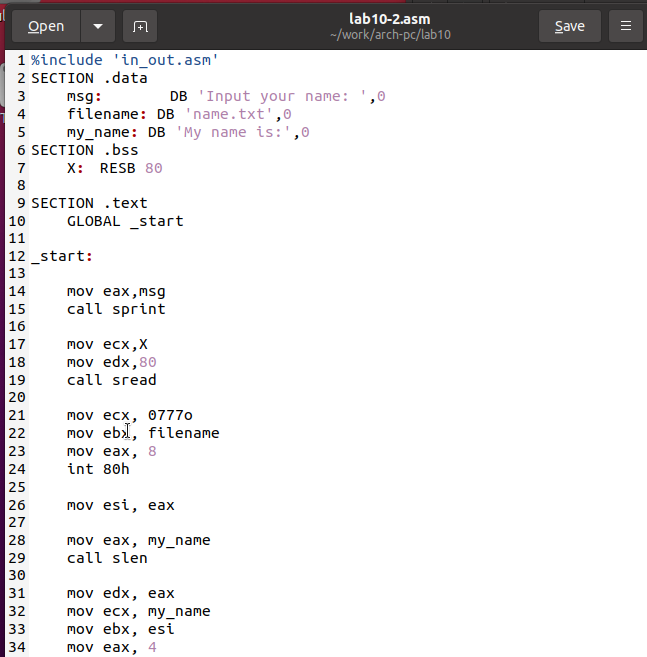 Open
lab10-2.asm
~/work/arch-pc/lab10
Save
1 %include 'in_out.asm'
2 SECTION .data
3     msg:        DB 'Input your name: ',0
4     filename: DB 'name.txt',0
5     my_name: DB 'My name is:',0
6 SECTION .bss
7     X:  RESB 80
8
9 SECTION .text
10     GLOBAL _start
11
12 _start:
13
14     mov eax,msg
15     call sprint
16
17     mov ecx,X
18     mov edx,80
19     call sread
20
21     mov ecx, 0777o
22     mov ebx, filename
23     mov eax, 8
24     int 80h
25
26     mov esi, eax
27
28     mov eax, my_name
29     call slen
30
31     mov edx, eax
32     mov ecx, my_name
33     mov ebx, esi
34     mov eax, 4